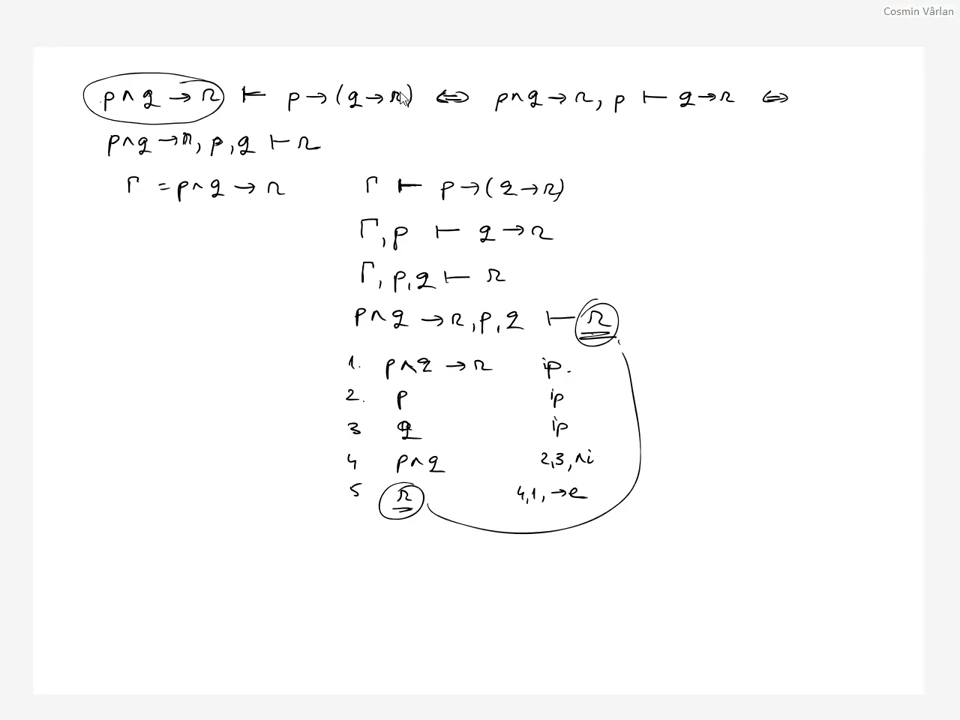 Cosmin Vârlan
p∧q → r ⊢ p → (q → r) ⇔ p∧q → r, p ⊢ q → r ⇔
p∧q → r, p, q ⊢ r
Γ = p∧q → r Γ ⊢ p → (q → r)
Γ, p ⊢ q → r
Γ, p, q ⊢ r
p∧q → r, p, q ⊢ r
1. p∧q → r ip.
2. p ip
3 q ip
4 p∧q 2,3, ∧i
5 r 4,1, →e